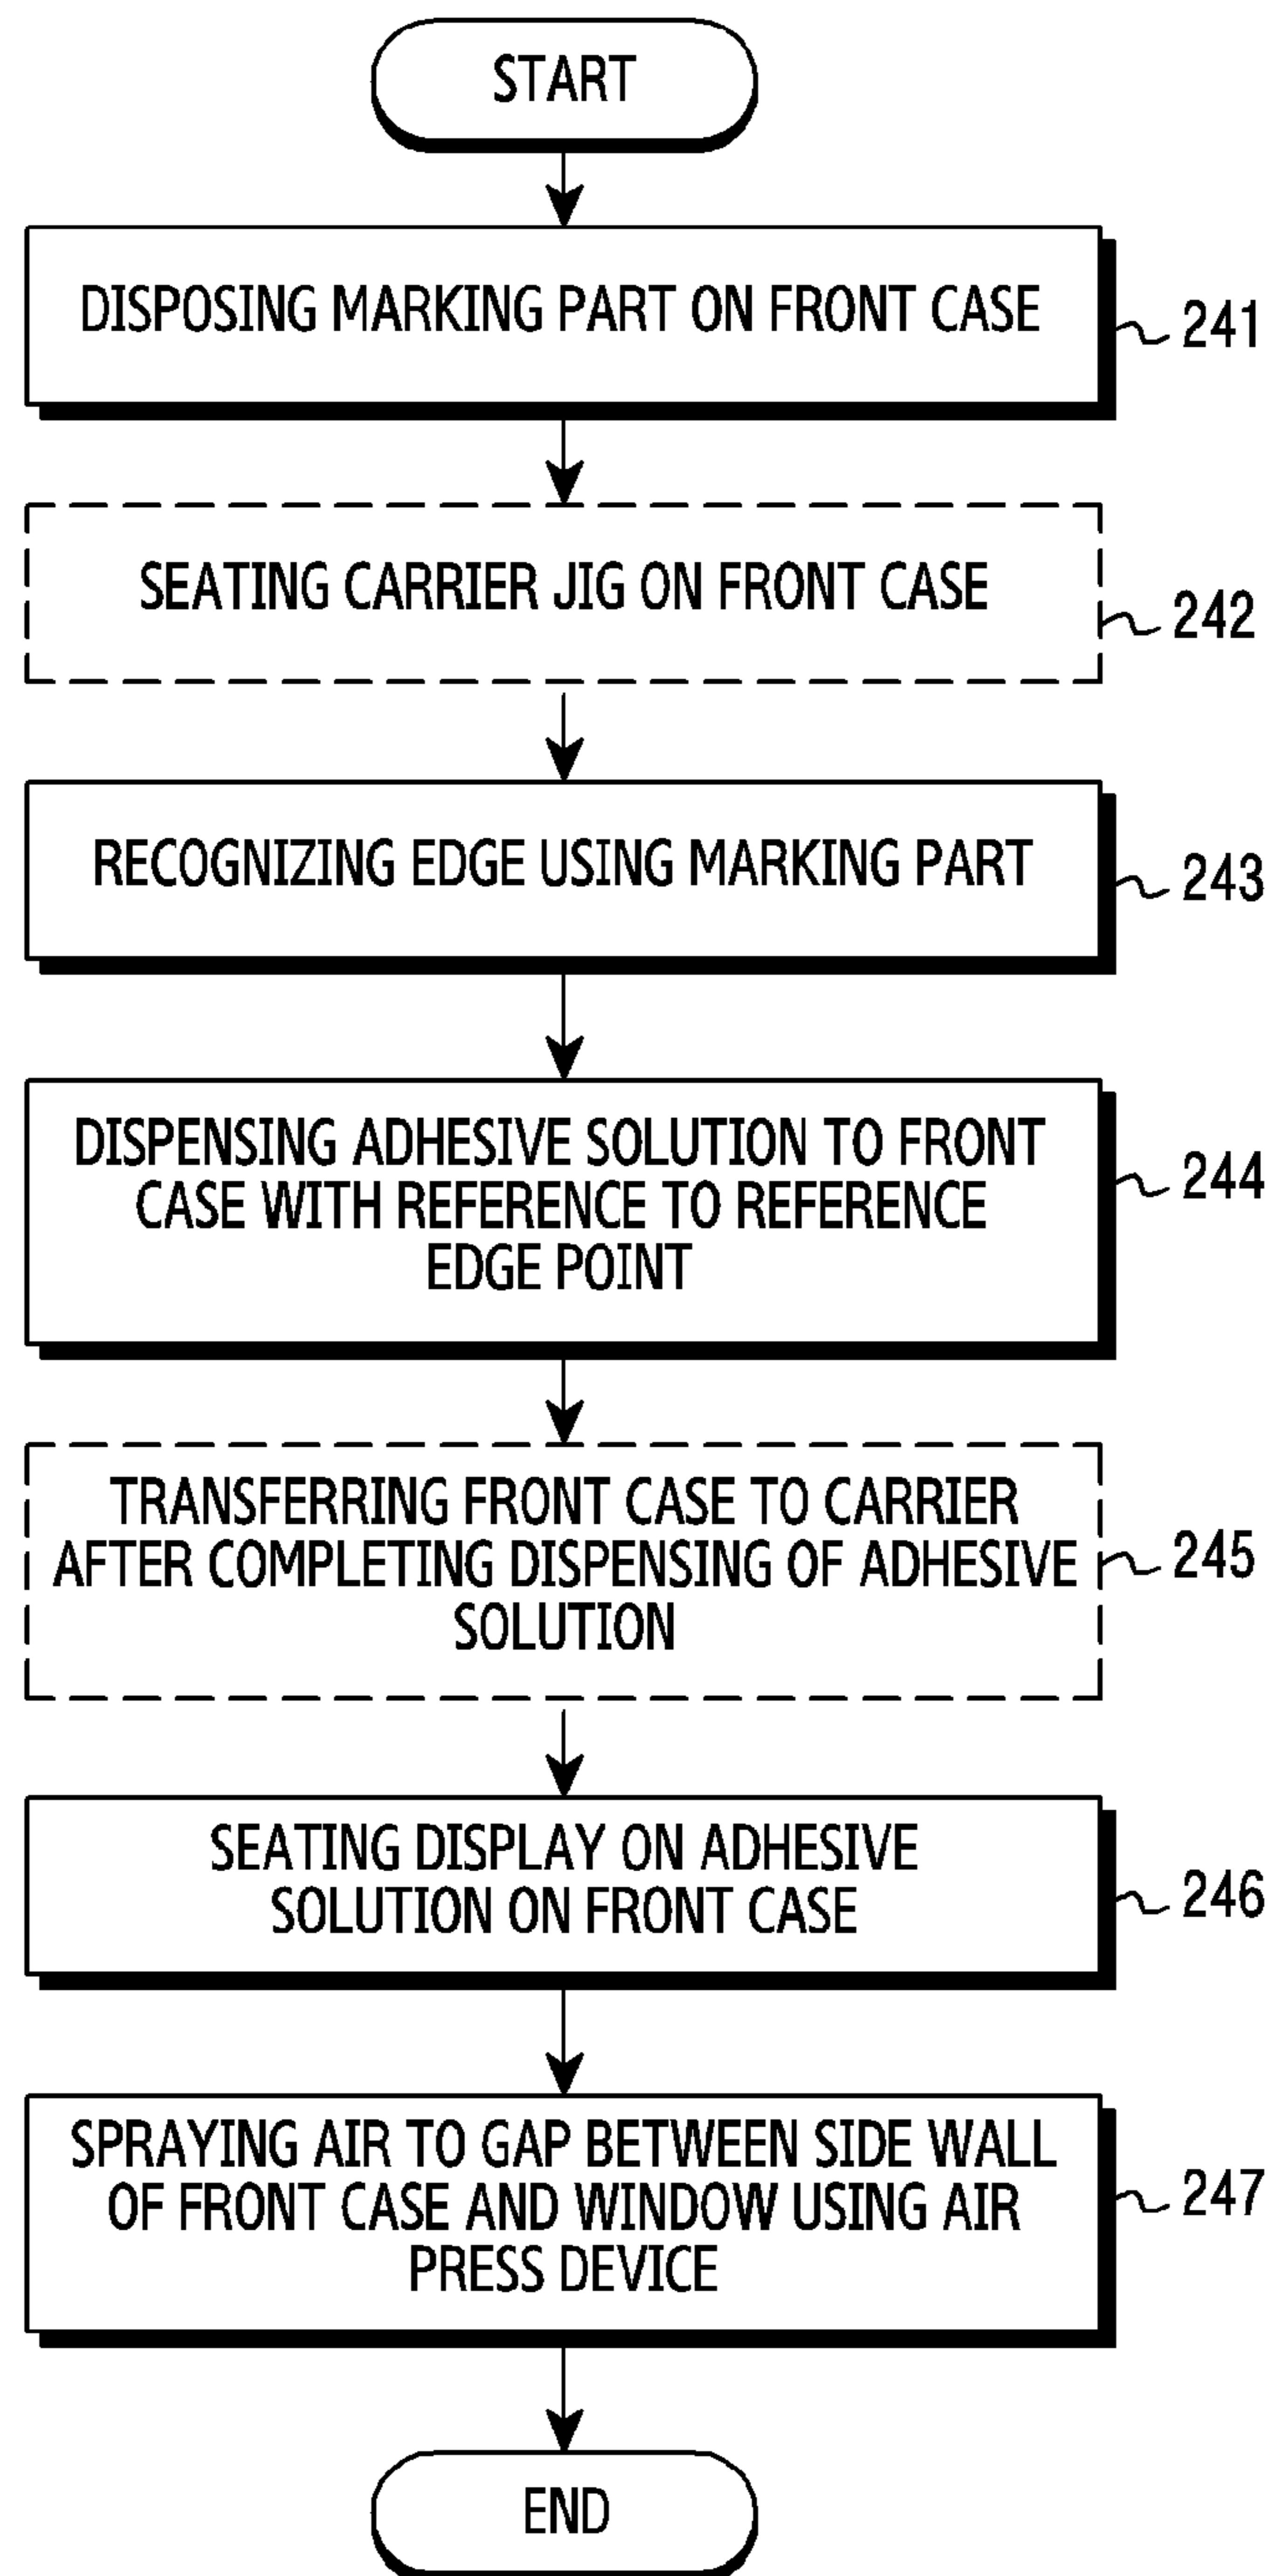 START
DISPOSING MARKING PART ON FRONT CASE
241
SEATING CARRIER JIG ON FRONT CASE
242
RECOGNIZING EDGE USING MARKING PART
243
DISPENSING ADHESIVE SOLUTION TO FRONT
CASE WITH REFERENCE TO REFERENCE
EDGE POINT
244
TRANSFERRING FRONT CASE TO CARRIER
AFTER COMPLETING DISPENSING OF ADHESIVE
SOLUTION
245
SEATING DISPLAY ON ADHESIVE
SOLUTION ON FRONT CASE
246
SPRAYING AIR TO GAP BETWEEN SIDE WALL
OF FRONT CASE AND WINDOW USING AIR
PRESS DEVICE
247
END